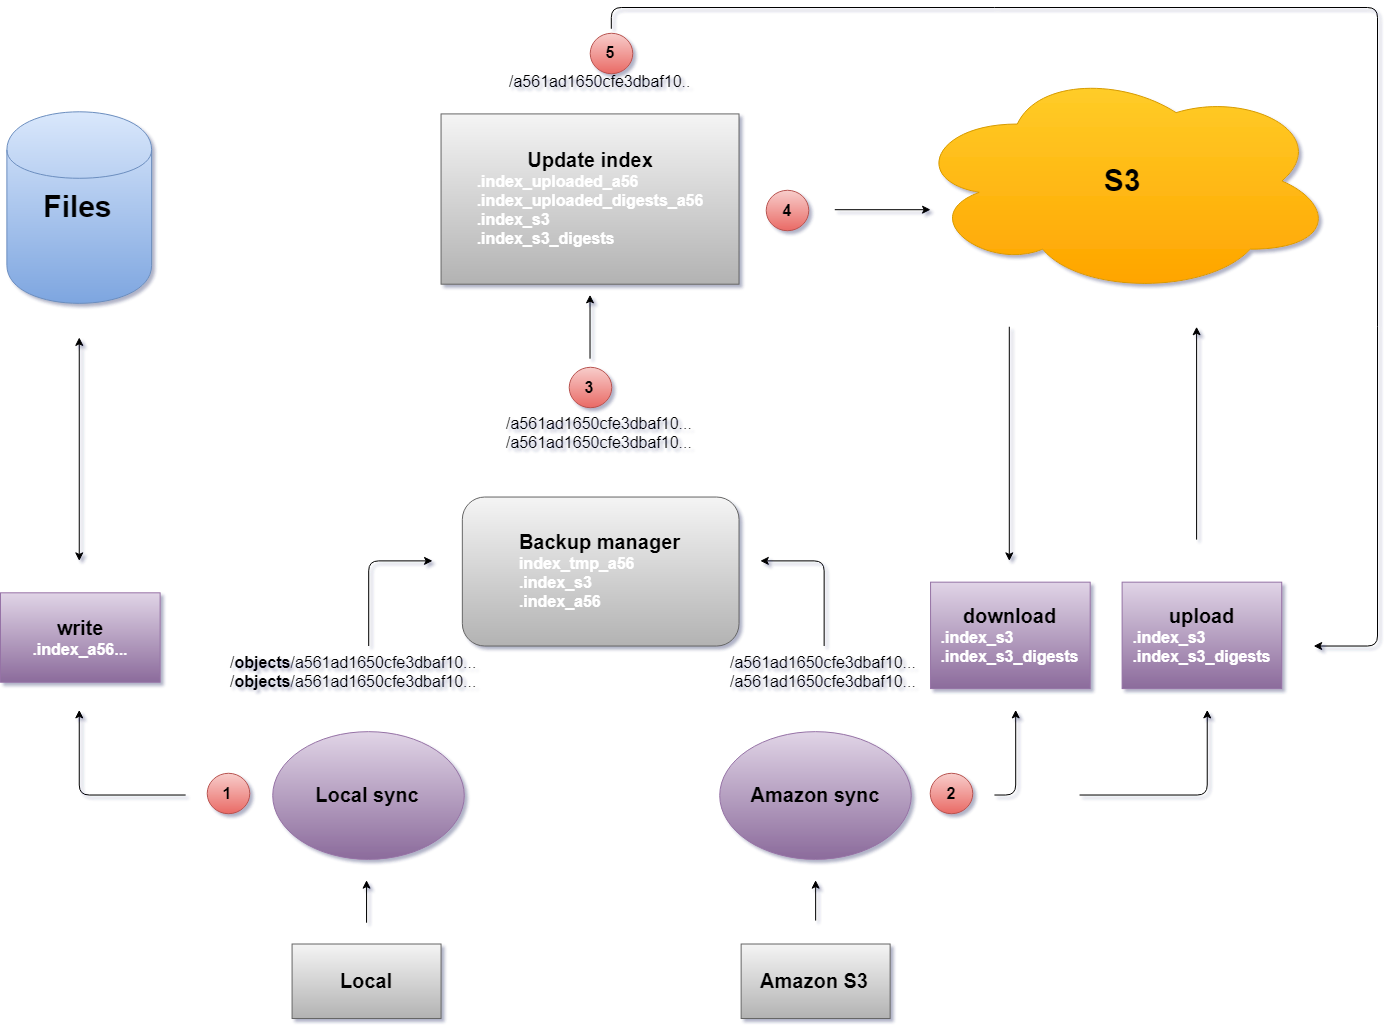 5
/a561ad1650cfe3dbaf10..
Update index
.index_uploaded_a56
.index_uploaded_digests_a56
.index_s3
.index_s3_digests
Files
S3
4
3
/a561ad1650cfe3dbaf10...
/a561ad1650cfe3dbaf10...
Backup manager
index_tmp_a56
.index_s3
.index_a56
write
.index_a56...
download
.index_s3
.index_s3_digests
upload
.index_s3
.index_s3_digests
/objects/a561ad1650cfe3dbaf10...
/objects/a561ad1650cfe3dbaf10...
/a561ad1650cfe3dbaf10...
/a561ad1650cfe3dbaf10...
1
Local sync
Amazon sync
2
Local
Amazon S3